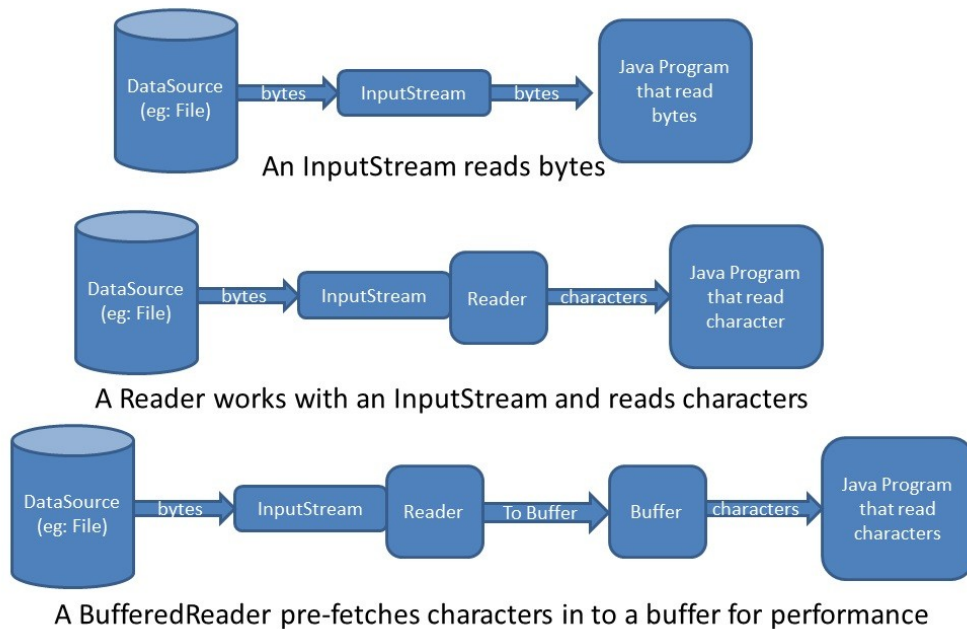 DataSource
(eg: File)
bytes
InputStream
bytes
Java Program
that read
bytes
An InputStream reads bytes
DataSource
(eg: File)
bytes
InputStream
Reader
characters
Java Program
that read
character
A Reader works with an InputStream and reads characters
DataSource
(eg: File)
bytes
InputStream
Reader
To Buffer
Buffer
characters
Java Program
that read
characters
A BufferedReader pre-fetches characters in to a buffer for performance